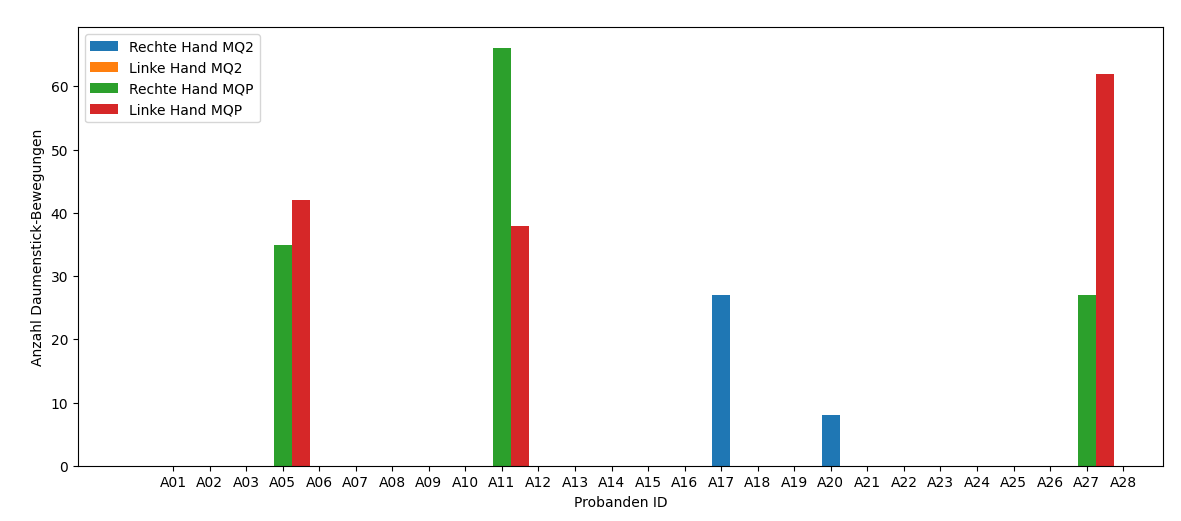 Rechte Hand MQ2
Linke Hand MQ2
Rechte Hand MQP
Linke Hand MQP
Anzahl Daumenstick-Bewegungen
60
50
40
30
20
10
0
A01 A02 A03 A05 A06 A07 A08 A09 A10 A11 A12 A13 A14 A15 A16 A17 A18 A19 A20 A21 A22 A23 A24 A25 A26 A27 A28
Probanden ID